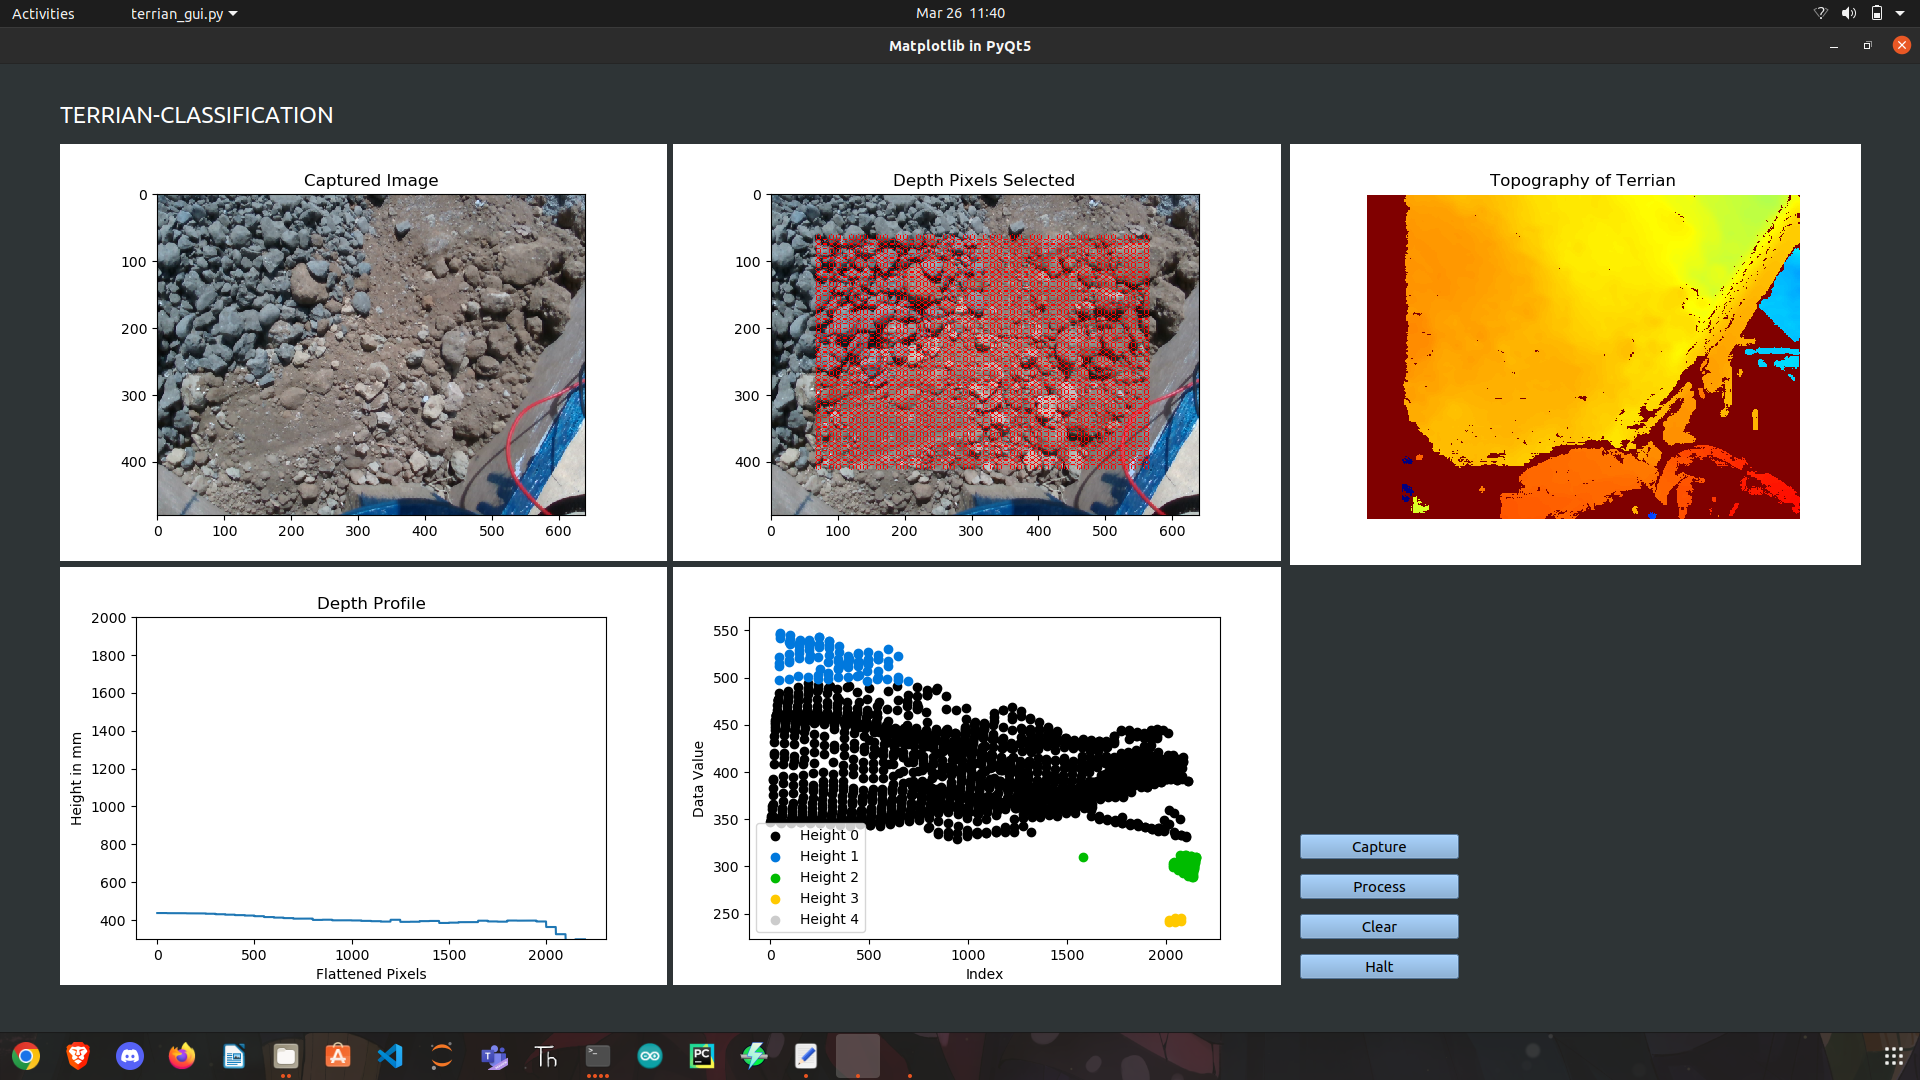 Activities
terrian_gui.py
Mar 26 11:40
Matplotlib in PyQt5
TERRIAN-CLASSIFICATION
Captured Image
0
100
200
300
400
0 100 200 300 400 500 600
Depth Pixels Selected
0
100
200
300
400
0 100 200 300 400 500 600
Topography of Terrian
Depth Profile
Height in mm
2000
1800
1600
1400
1200
1000
800
600
400
0 500 1000 1500 2000
Flattened Pixels
Data Value
550
500
450
400
350
300
250
Height 0
Height 1
Height 2
Height 3
Height 4
0 500 1000 1500 2000
Index
Capture
Process
Clear
Halt
Th
PC